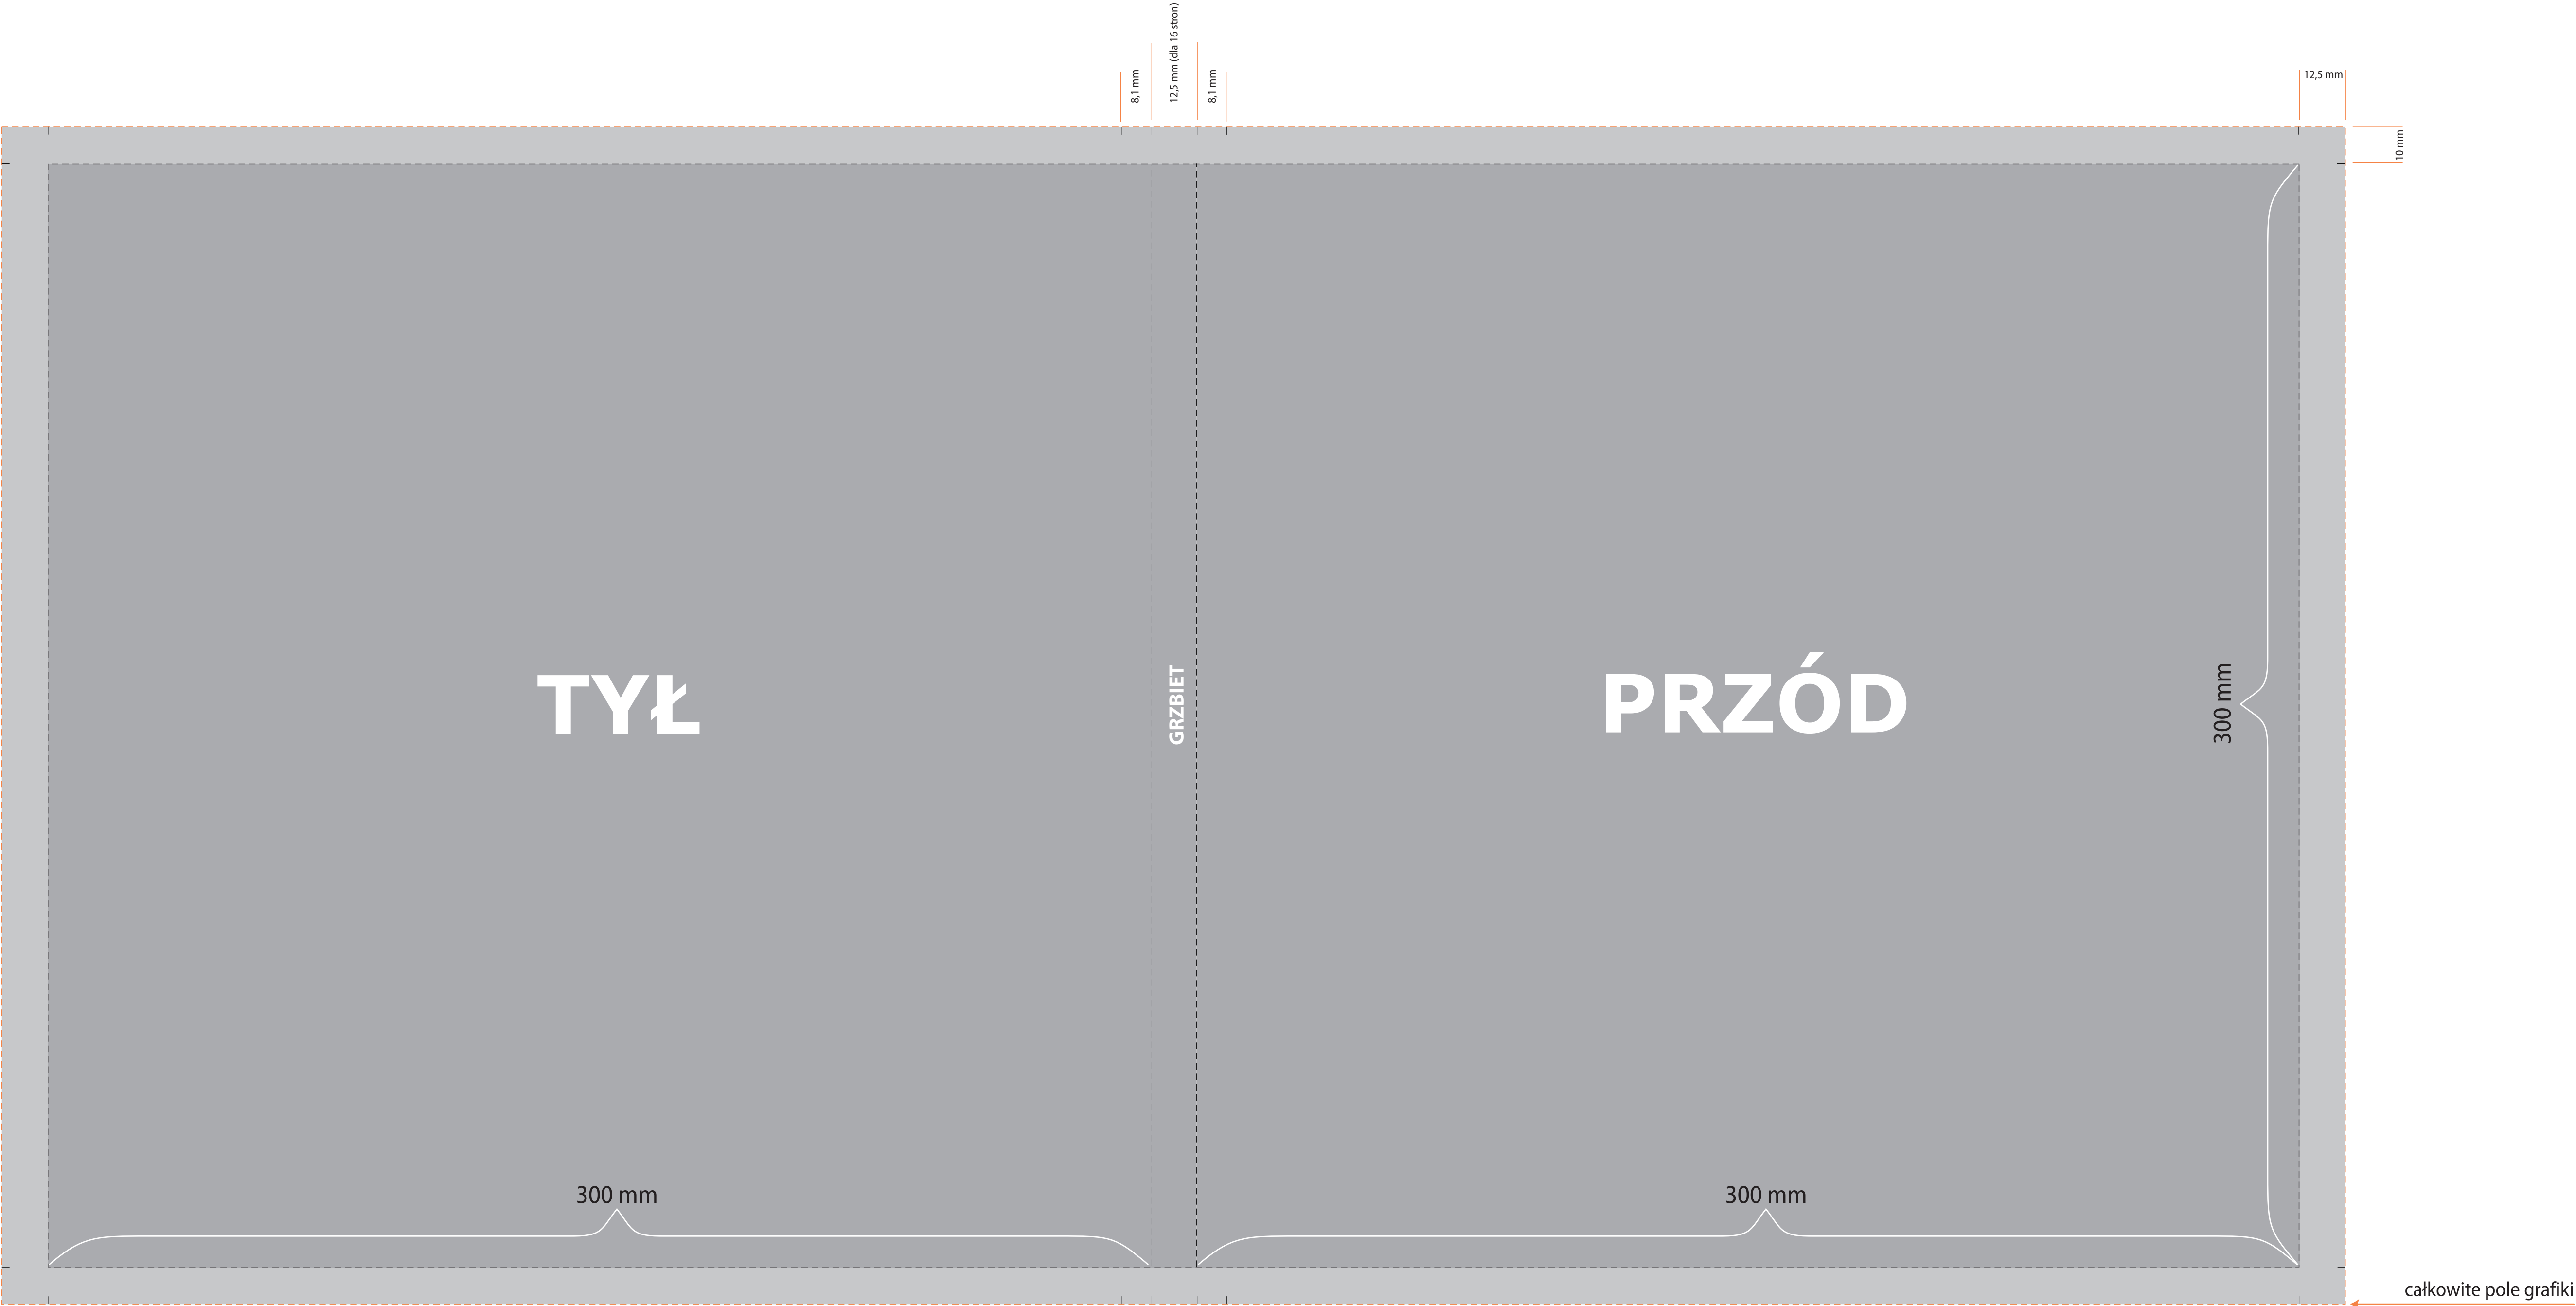 8,1 mm
12,5 mm (dla 16 stron)
8,1 mm
12,5 mm
10 mm
TYŁ
GRZBIET
PRZÓD
300 mm
300 mm
300 mm
całkowite pole grafiki